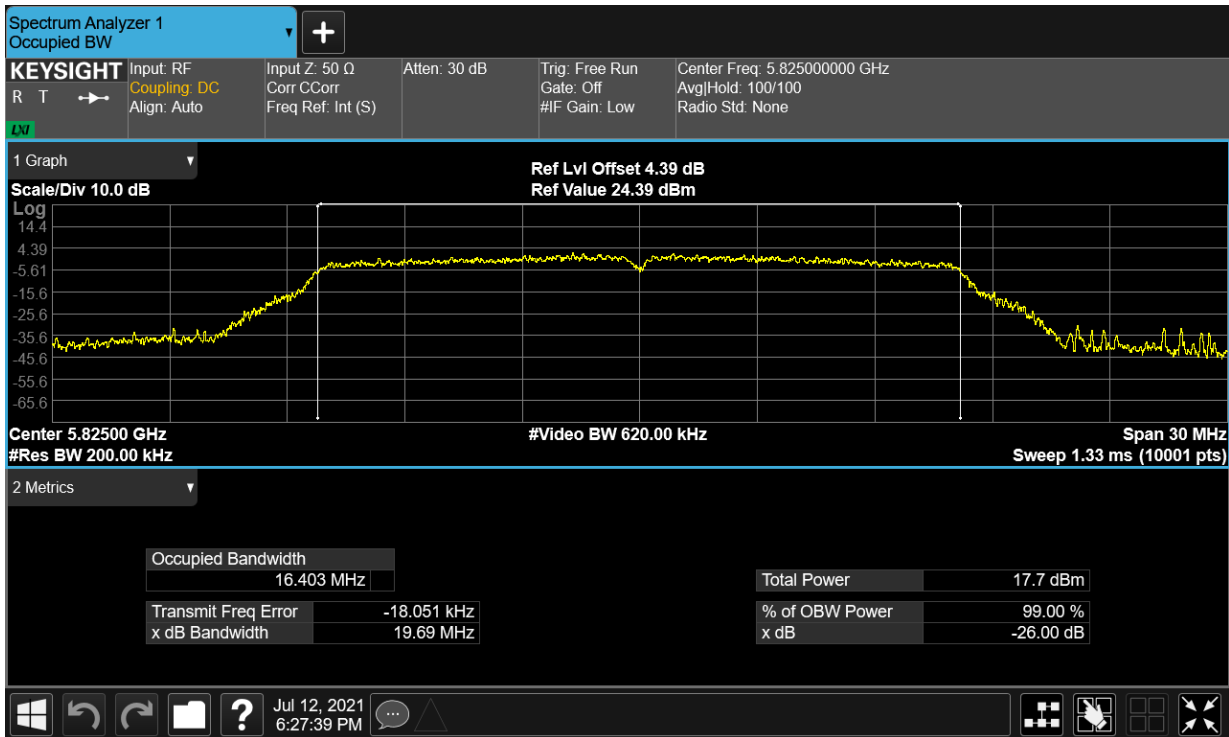 Spectrum Analyzer 1
Occupied BW
KEYSIGHT
R T
LXI
Input: RF
Coupling: DC
Align: Auto
Input Z: 50 Ω
Corr CCorr
Freq Ref: Int (S)
Atten: 30 dB
Trig: Free Run
Gate: Off
#IF Gain: Low
Center Freq: 5.825000000 GHz
Avg|Hold: 100/100
Radio Std: None
1 Graph
Scale/Div 10.0 dB
Ref Lvl Offset 4.39 dB
Ref Value 24.39 dBm
Log
14.4
4.39
-5.61
-15.6
-25.6
-35.6
-45.6
-55.6
-65.6
Center 5.82500 GHz
#Video BW 620.00 kHz
Span 30 MHz
#Res BW 200.00 kHz
Sweep 1.33 ms (10001 pts)
2 Metrics
Occupied Bandwidth
16.403 MHz
Total Power 17.7 dBm
Transmit Freq Error -18.051 kHz
% of OBW Power 99.00 %
x dB Bandwidth 19.69 MHz
x dB -26.00 dB
?
Jul 12, 2021
6:27:39 PM